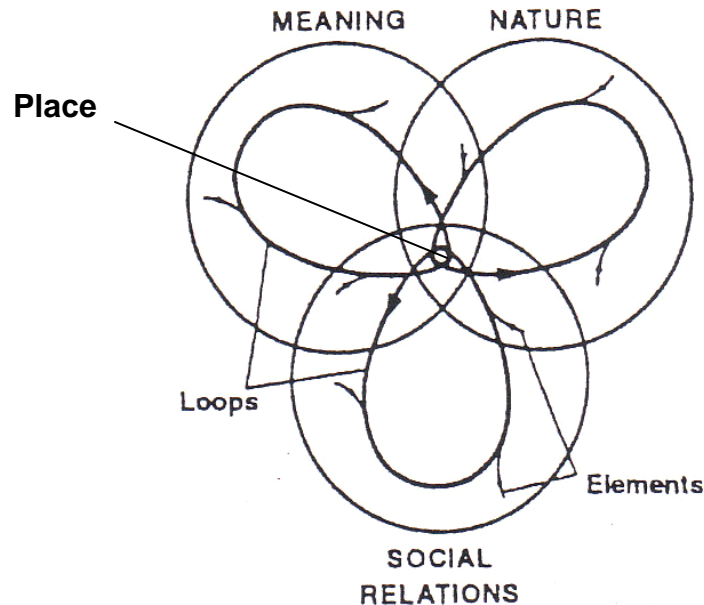 MEANING
NATURE
Place
Loops
Elements
SOCIAL
RELATIONS